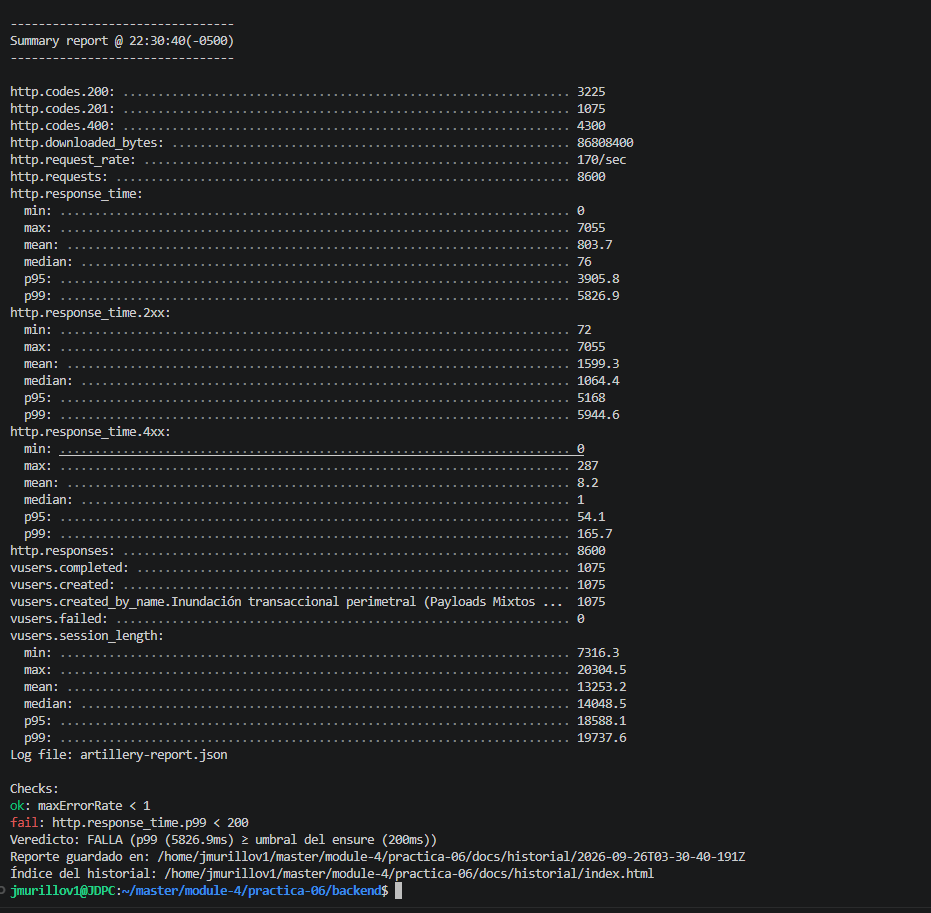 --------------------------------
Summary report @ 22:30:40(-0500)
--------------------------------
http.codes.200: ................................................................ 3225
http.codes.201: ................................................................ 1075
http.codes.400: ................................................................ 4300
http.downloaded_bytes: ......................................................... 86808400
http.request_rate: ............................................................. 170/sec
http.requests: ................................................................. 8600
http.response_time:
  min: ......................................................................... 0
  max: ......................................................................... 7055
  mean: ........................................................................ 803.7
  median: ...................................................................... 76
  p95: ......................................................................... 3905.8
  p99: ......................................................................... 5826.9
http.response_time.2xx:
  min: ......................................................................... 72
  max: ......................................................................... 7055
  mean: ........................................................................ 1599.3
  median: ...................................................................... 1064.4
  p95: ......................................................................... 5168
  p99: ......................................................................... 5944.6
http.response_time.4xx:
  min: ......................................................................... 0
  max: ......................................................................... 287
  mean: ........................................................................ 8.2
  median: ...................................................................... 1
  p95: ......................................................................... 54.1
  p99: ......................................................................... 165.7
http.responses: ................................................................ 8600
vusers.completed: .............................................................. 1075
vusers.created: ................................................................ 1075
vusers.created_by_name.Inundación transaccional perimetral (Payloads Mixtos ...  1075
vusers.failed: ................................................................. 0
vusers.session_length:
  min: ......................................................................... 7316.3
  max: ......................................................................... 20304.5
  mean: ........................................................................ 13253.2
  median: ...................................................................... 14048.5
  p95: ......................................................................... 18588.1
  p99: ......................................................................... 19737.6
Log file: artillery-report.json
Checks:
ok: maxErrorRate < 1
fail: http.response_time.p99 < 200
Veredicto: FALLA (p99 (5826.9ms) ≥ umbral del ensure (200ms))
Reporte guardado en: /home/jmurillov1/master/module-4/practica-06/docs/historial/2026-09-26T03-30-40-191Z
Índice del historial: /home/jmurillov1/master/module-4/practica-06/docs/historial/index.html
jmurillov1@JDPC:~/master/module-4/practica-06/backend$